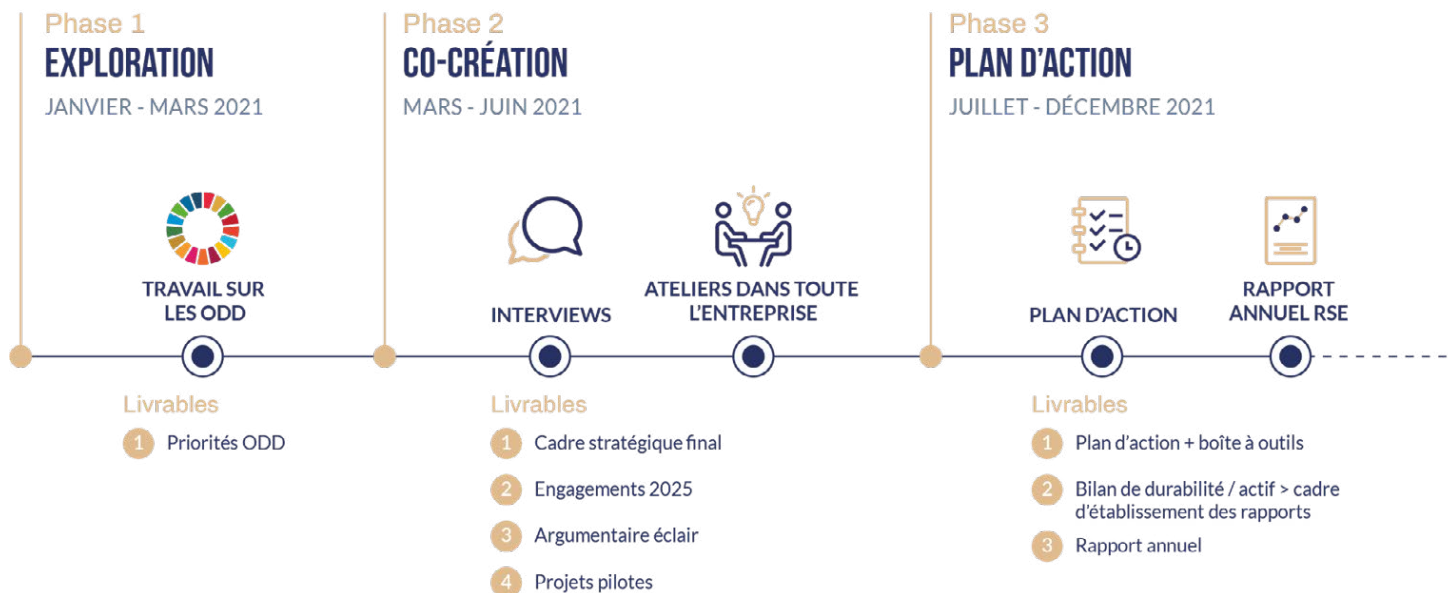 Phase 1
EXPLORATION
JANVIER - MARS 2021
TRAVAIL SUR
LES ODD
Livrables
1 Priorités ODD
Phase 2
CO-CRÉATION
MARS - JUIN 2021
INTERVIEWS
ATELIERS DANS TOUTE
L'ENTREPRISE
Livrables
1 Cadre stratégique final
2 Engagements 2025
3 Argumentaire éclair
4 Projets pilotes
Phase 3
PLAN D'ACTION
JUILLET - DÉCEMBRE 2021
PLAN D'ACTION
RAPPORT
ANNUEL RSE
Livrables
1 Plan d'action + boîte à outils
2 Bilan de durabilité / actif > cadre
d'établissement des rapports
3 Rapport annuel